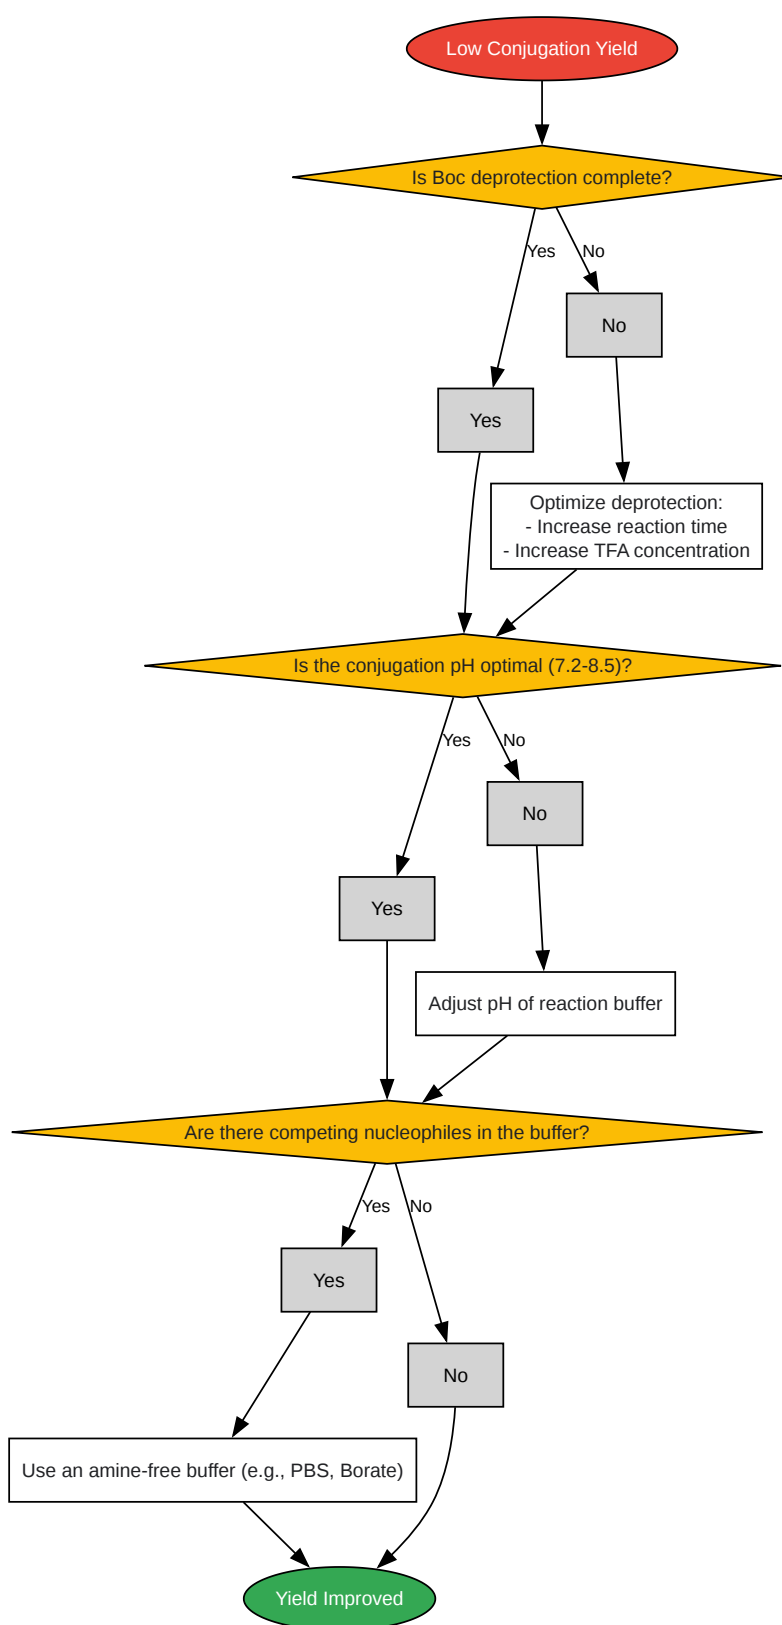 Low Conjugation Yield
Is Boc deprotection complete?
Yes
No
No
Yes
Optimize deprotection:
- Increase reaction time
- Increase TFA concentration
Is the conjugation pH optimal (7.2-8.5)?
Yes
No
No
Yes
Adjust pH of reaction buffer
Are there competing nucleophiles in the buffer?
Yes
No
Yes
No
Use an amine-free buffer (e.g., PBS, Borate)
Yield Improved